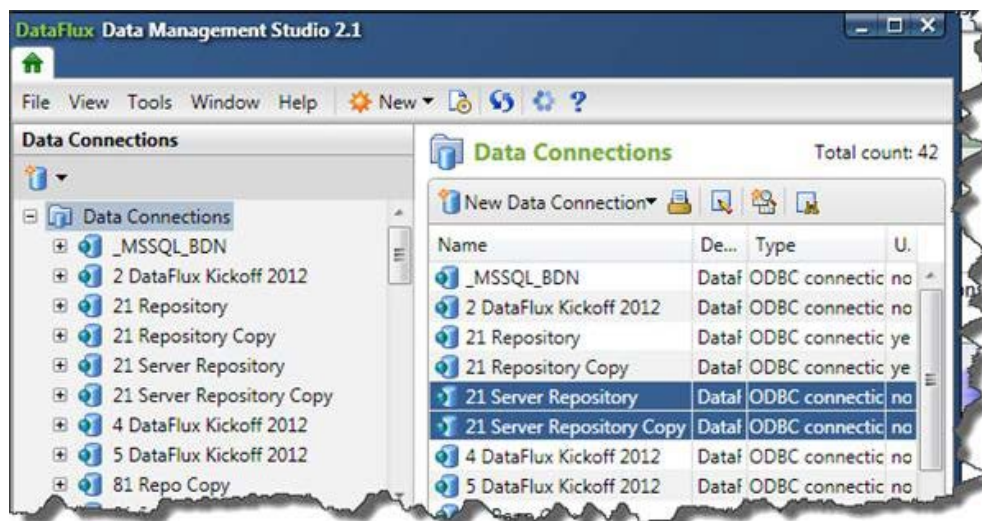 DataFlux Data Management Studio 2.1
File View Tools Window Help New
Data Connections
Data Connections
_MSSQL_BDN
2 DataFlux Kickoff 2012
21 Repository
21 Repository Copy
21 Server Repository
21 Server Repository Copy
4 DataFlux Kickoff 2012
5 DataFlux Kickoff 2012
81 Repo Copy
Data Connections Total count: 42
New Data Connection
Name De... Type U.
_MSSQL_BDN DataF ODBC connectic no
2 DataFlux Kickoff 2012 DataF ODBC connectic no
21 Repository DataF ODBC connectic ye
21 Repository Copy DataF ODBC connectic ye
21 Server Repository DataF ODBC connectic no
21 Server Repository Copy DataF ODBC connectic no
4 DataFlux Kickoff 2012 DataF ODBC connectic no
5 DataFlux Kickoff 2012 DataF ODBC connectic no